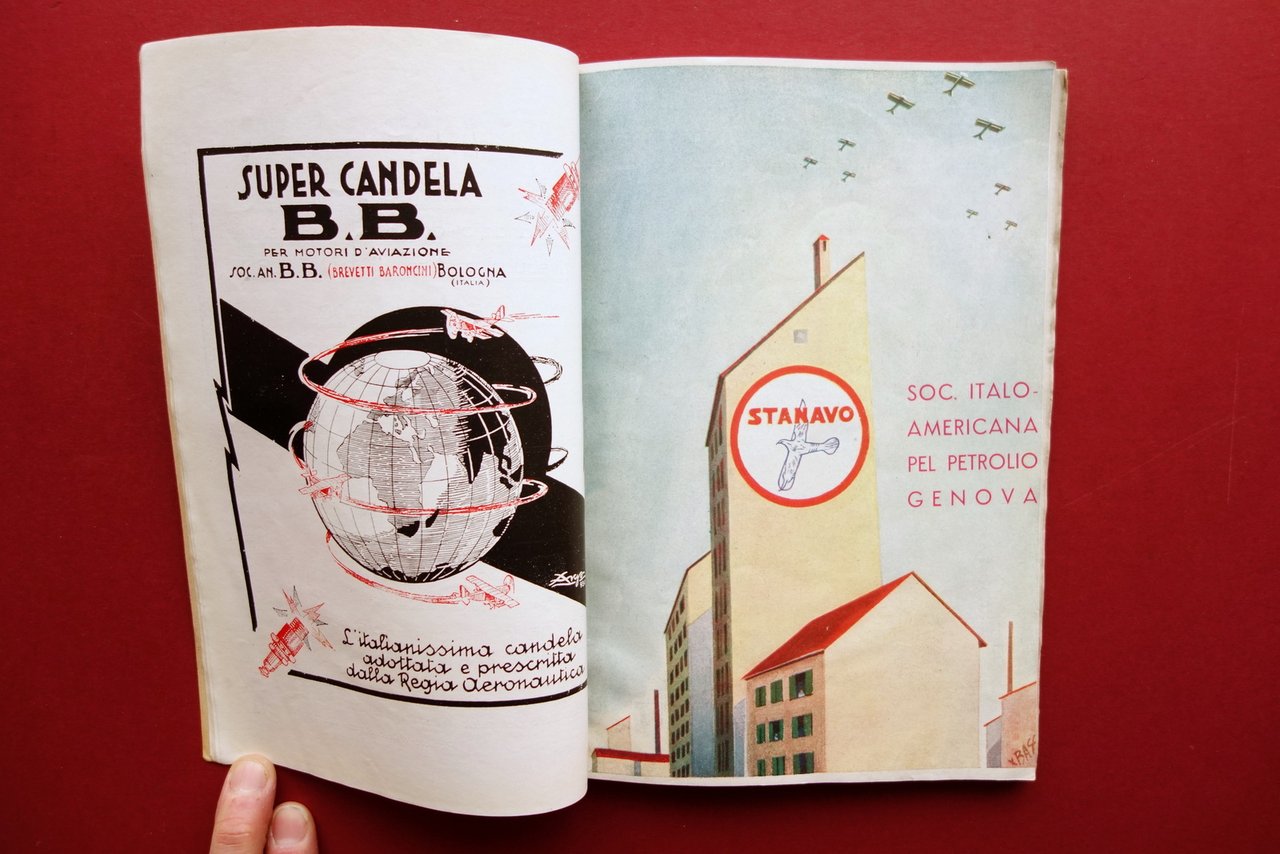 SUPER CANDELA
B.B.
PER MOTORI D'AVIAZIONE
SOC. AN. B.B. (BREVETTI BARONCINI) BOLOGNA
(ITALIA)
L'italianissima candela
adottata e prescritta
dalla Regia Aeronautica
STANAVO
SOC. ITALO-
AMERICANA
PEL PETROLIO
GENOVA